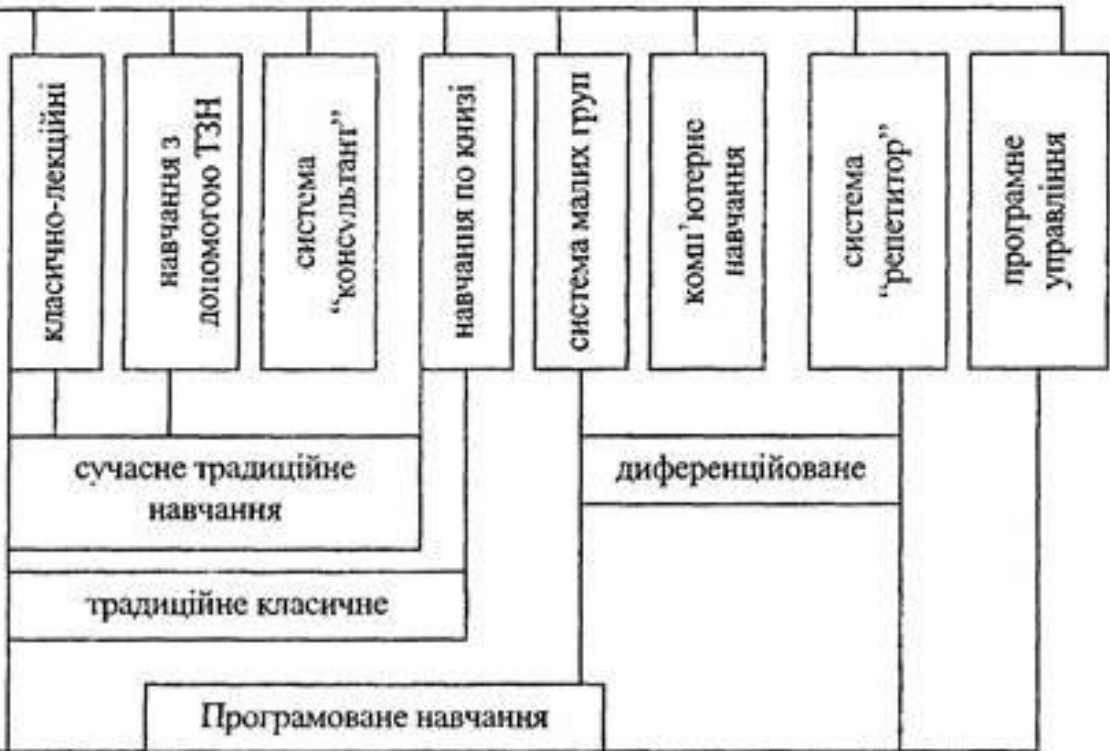 класично-лекційні
навчання з
допомогою ТЗН
система
“консультант”
навчання по книзі
система малих груп
комп’ютерне
навчання
система
“репетитор”
програмне
управління
сучасне традиційне
навчання
диференційоване
традиційне класичне
Програмоване навчання